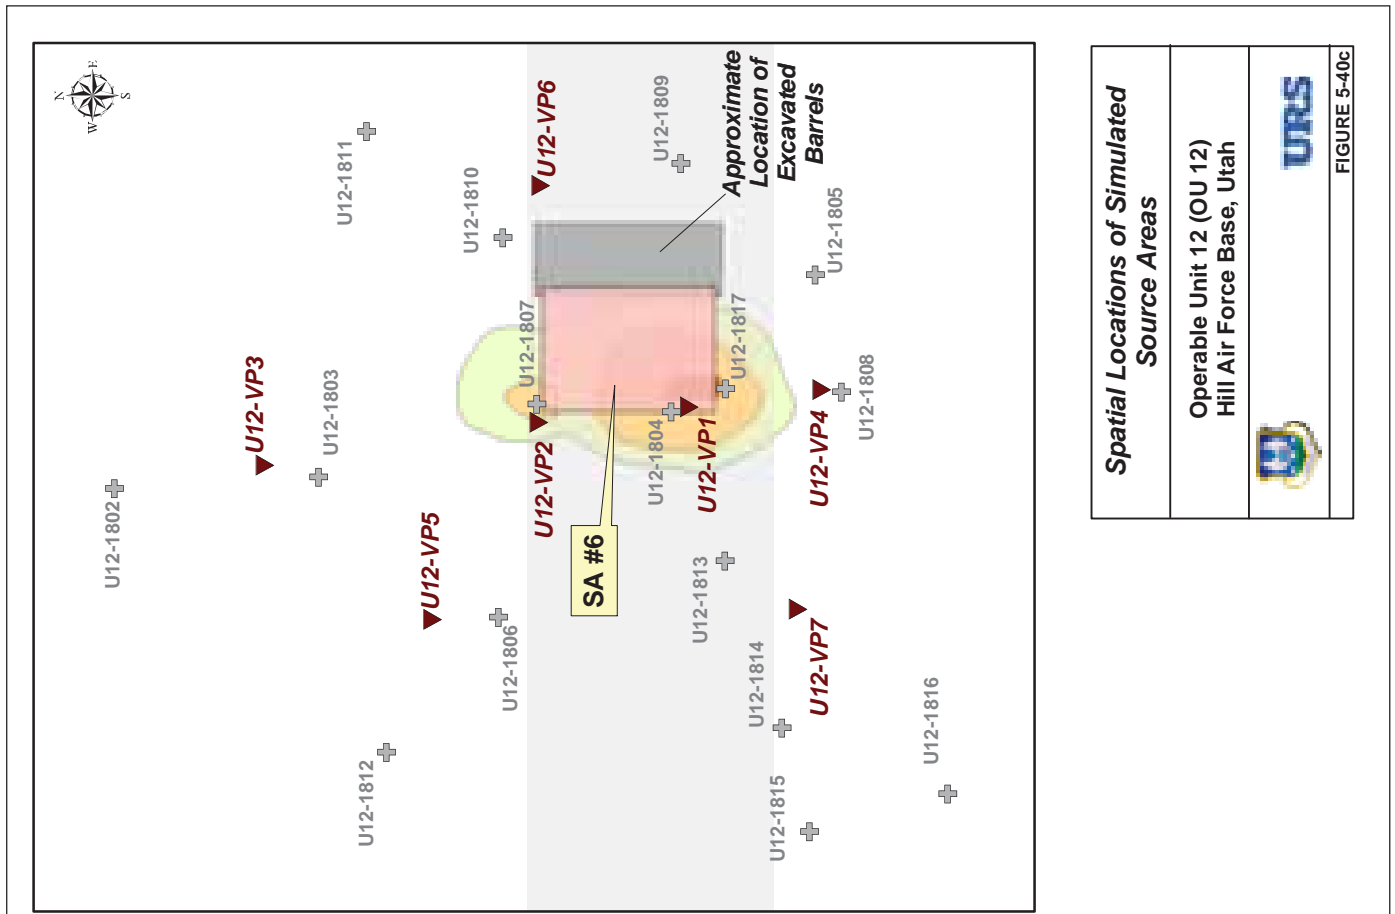 N
E
S
W
U12-1811
U12-VP6
U12-1809
U12-1810
Approximate
Location of
Excavated
Barrels
U12-1805
U12-1807
U12-1817
U12-VP3
U12-1803
U12-1802
U12-VP5
U12-VP2
U12-1804
U12-VP1
U12-VP4
U12-1808
SA #6
U12-1813
U12-1806
U12-VP7
U12-1814
U12-1812
U12-1815
U12-1816
Spatial Locations of Simulated
Source Areas
Operable Unit 12 (OU 12)
Hill Air Force Base, Utah
URS
FIGURE 5-40c